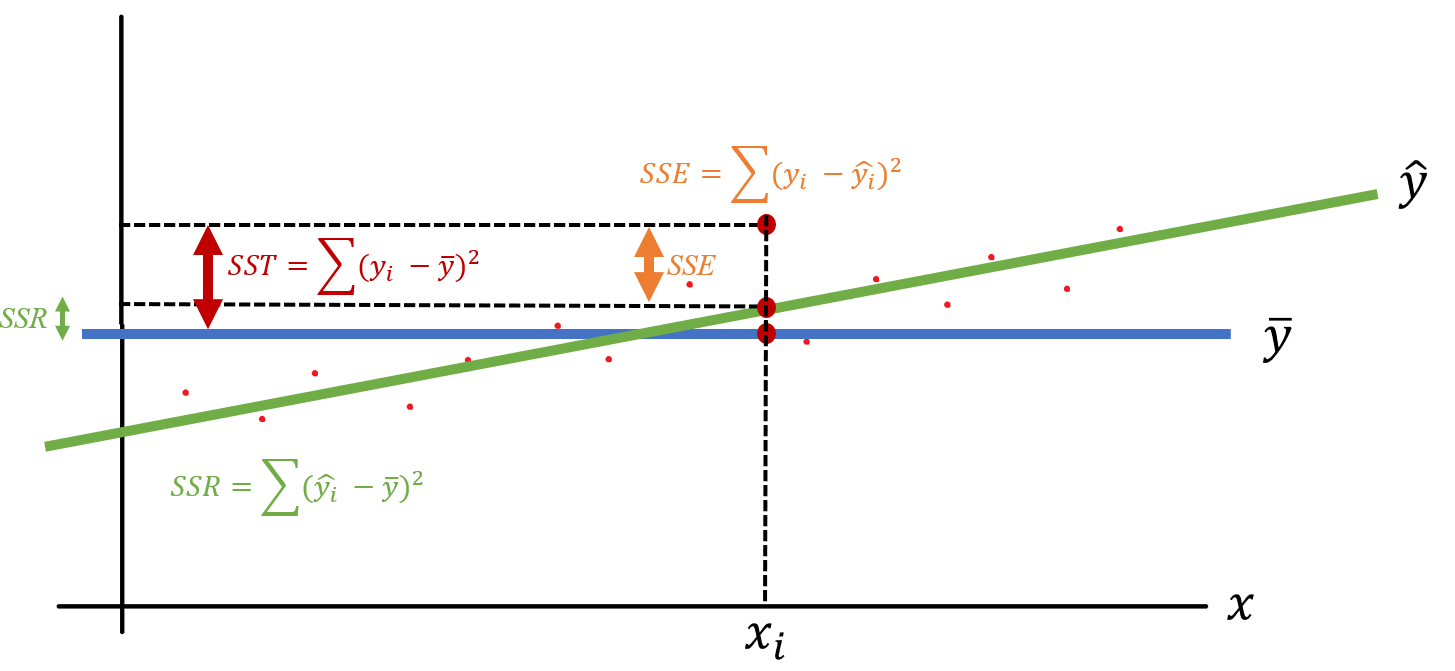 SSE = ∑(yᵢ − ŷᵢ)²
ŷ
SST = ∑(yᵢ − ȳ)²
SSE
SSR
ȳ
SSR = ∑(ŷᵢ − ȳ)²
x
xᵢ